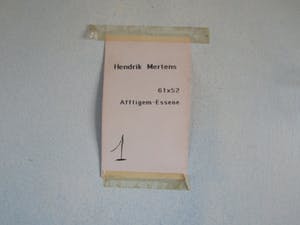 Hendrik Mertens
61x52
Affligem-Essene
1